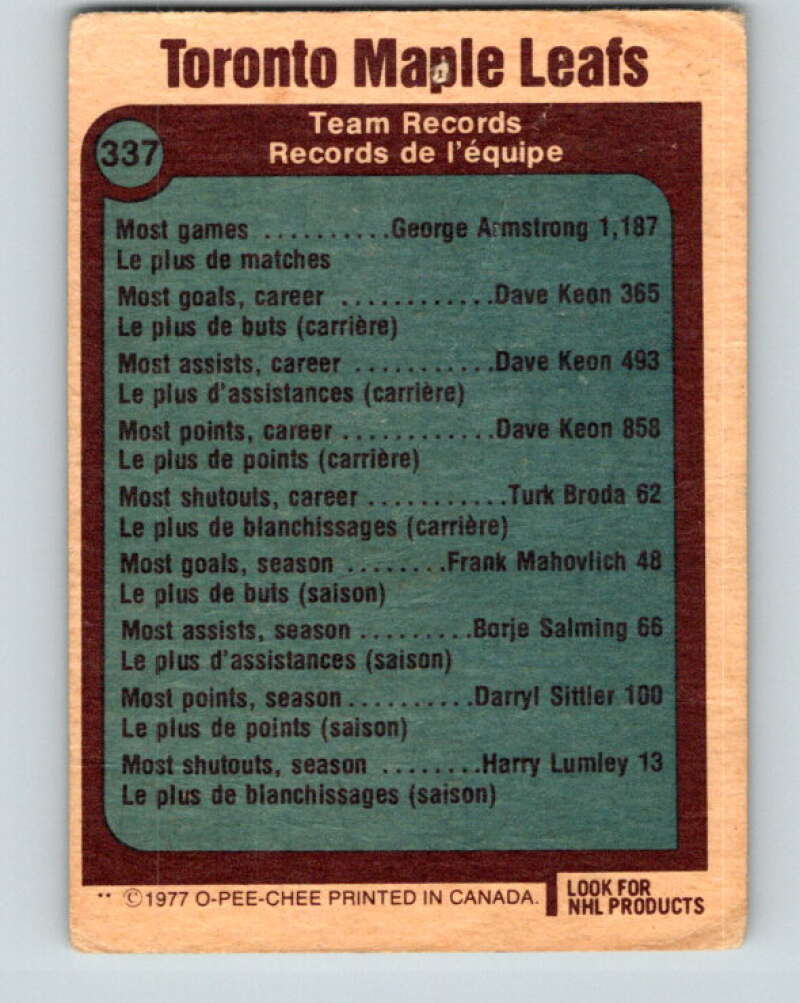 Toronto Maple Leafs
337
Team Records
Records de l'équipe
Most games ..........George Armstrong 1,187
Le plus de matches
Most goals, career ............Dave Keon 365
Le plus de buts (carrière)
Most assists, career ...........Dave Keon 493
Le plus d'assistances (carrière)
Most points, career ............Dave Keon 858
Le plus de points (carrière)
Most shutouts, career ...........Turk Broda 62
Le plus de blanchissages (carrière)
Most goals, season ........Frank Mahovlich 48
Le plus de buts (saison)
Most assists, season .........Borje Salming 66
Le plus d'assistances (saison)
Most points, season..........Darryl Sittler 100
Le plus de points (saison)
Most shutouts, season ........Harry Lumley 13
Le plus de blanchissages (saison)
** ©1977 O-PEE-CHEE PRINTED IN CANADA.
LOOK FOR
NHL PRODUCTS